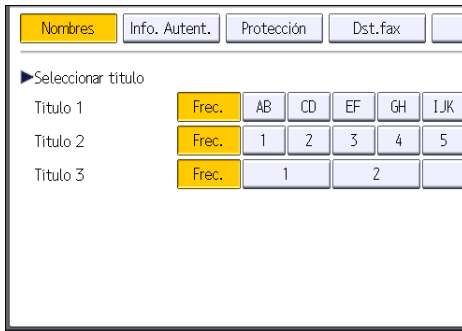 Nombres Info. Autent. Protección Dst.fax
▶Seleccionar título
Título 1 Frec. AB CD EF GH IJK
Título 2 Frec. 1 2 3 4 5
Título 3 Frec. 1 2